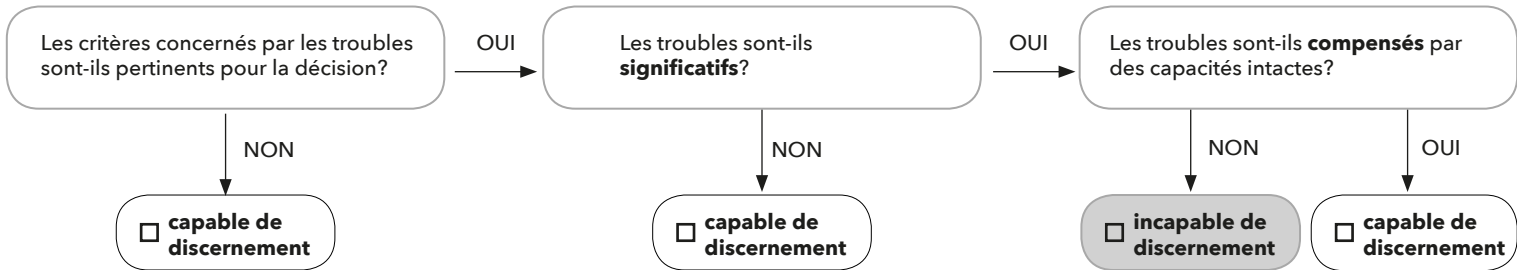 Les critères concernés par les troubles
sont-ils pertinents pour la décision?
OUI
Les troubles sont-ils
significatifs?
OUI
Les troubles sont-ils compensés par
des capacités intactes?
NON
NON
NON
OUI
capable de
discernement
capable de
discernement
incapable de
discernement
capable de
discernement